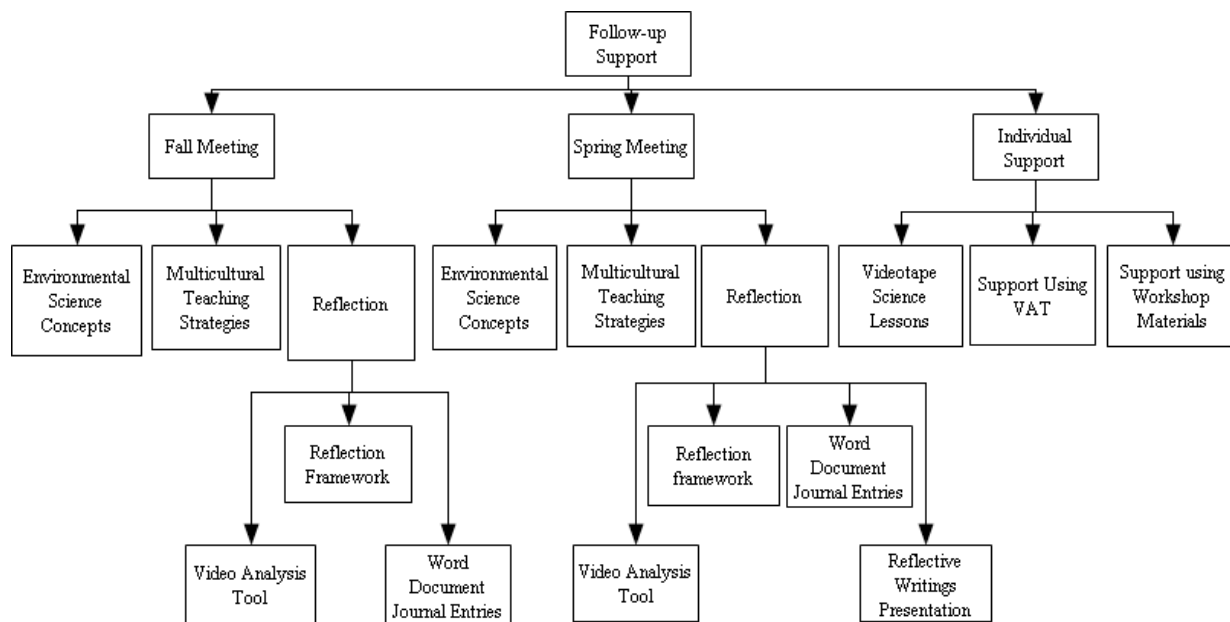 Follow-up
Support
Fall Meeting
Spring Meeting
Individual
Support
Environmental
Science
Concepts
Multicultural
Teaching
Strategies
Reflection
Environmental
Science
Concepts
Multicultural
Teaching
Strategies
Reflection
Videotape
Science
Lessons
Support Using
VAT
Support using
Workshop
Materials
Reflection
Framework
Reflection
framework
Word
Document
Journal Entries
Video Analysis
Tool
Word
Document
Journal Entries
Video Analysis
Tool
Reflective
Writings
Presentation